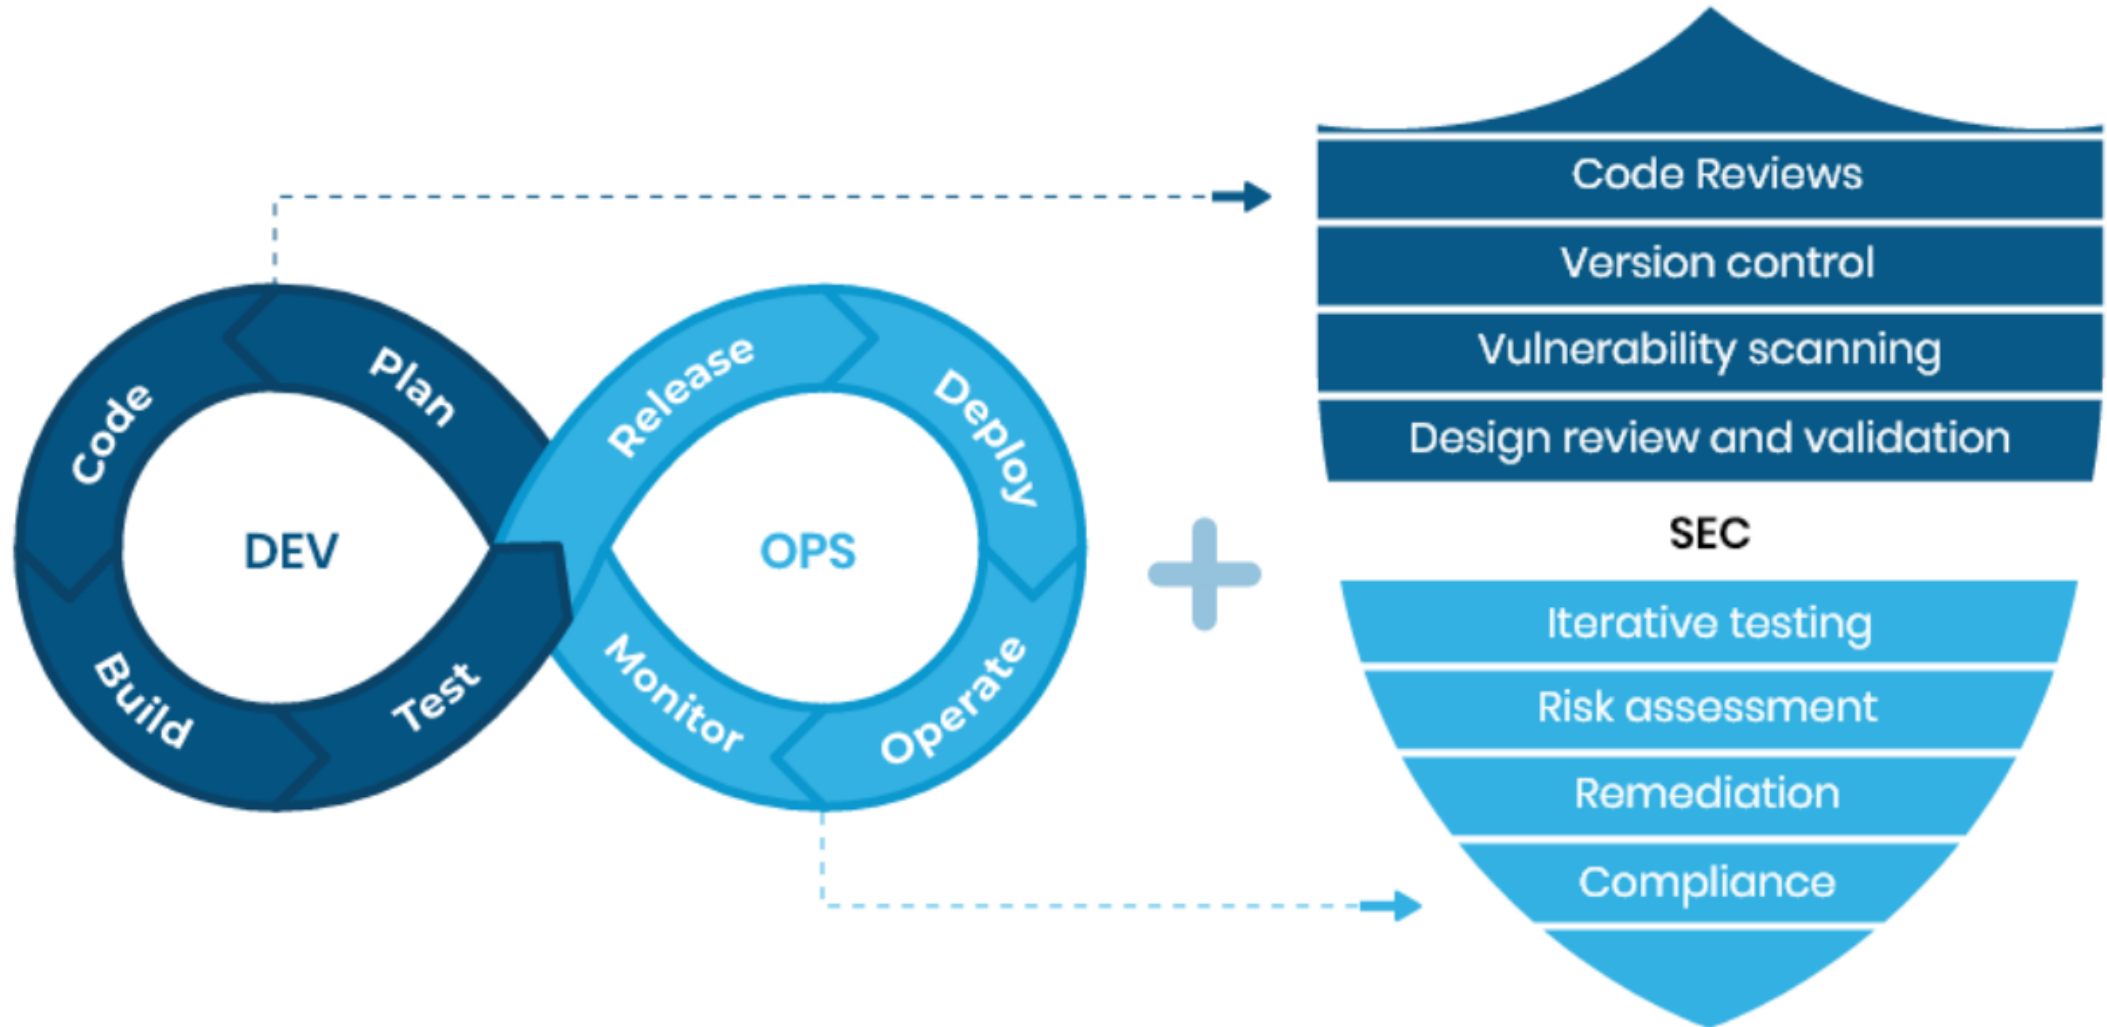 Plan
Code
Build
Test
DEV
Release
Deploy
Operate
Monitor
OPS
Code Reviews
Version control
Vulnerability scanning
Design review and validation
SEC
Iterative testing
Risk assessment
Remediation
Compliance